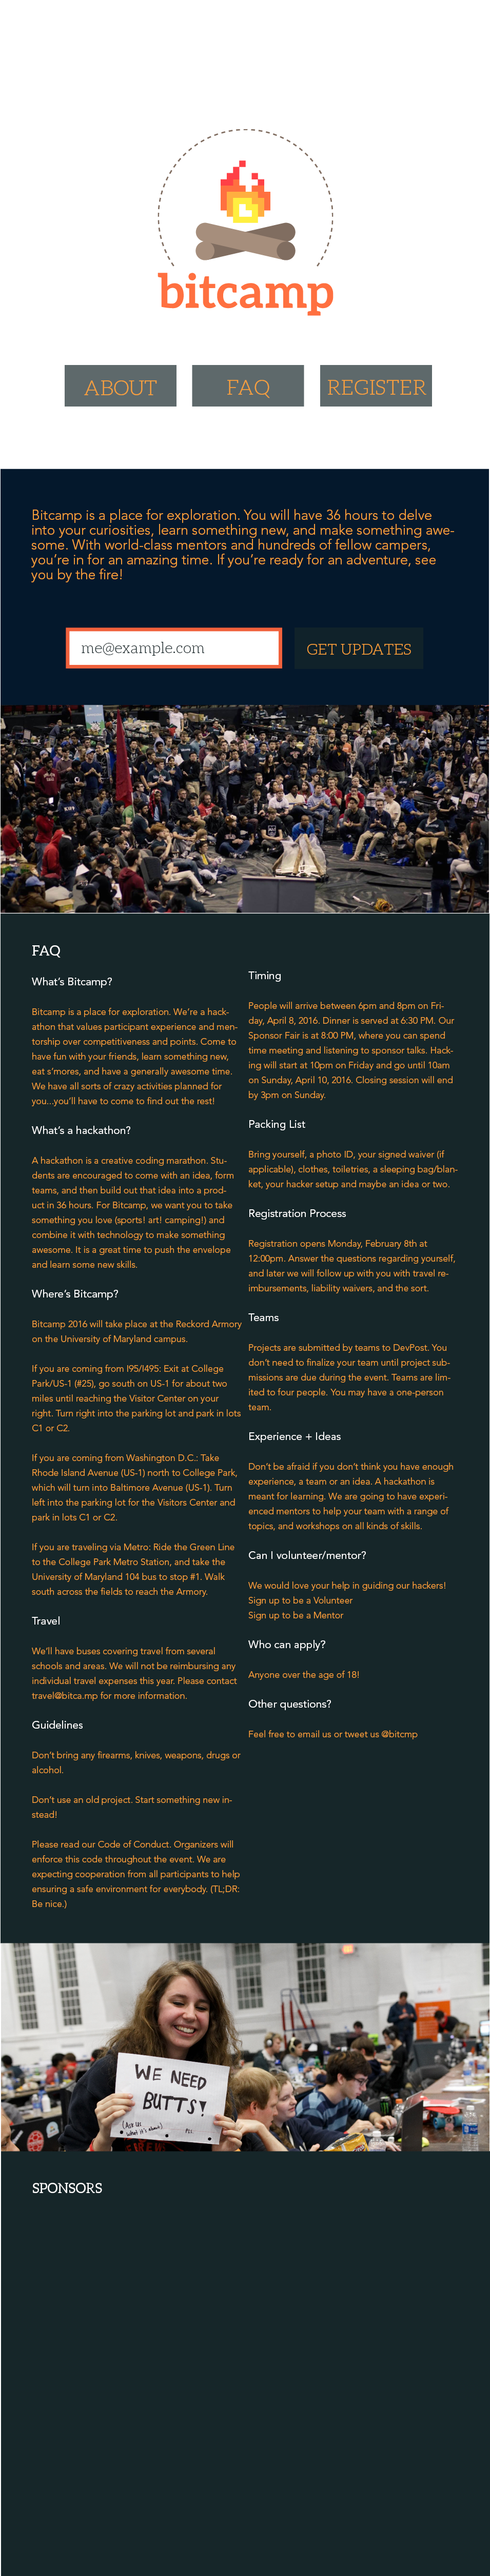 bitcamp
ABOUT
FAQ
REGISTER
Bitcamp is a place for exploration. You will have 36 hours to delve
into your curiosities, learn something new, and make something awe-
some. With world-class mentors and hundreds of fellow campers,
you’re in for an amazing time. If you’re ready for an adventure, see
you by the fire!
me@example.com
GET UPDATES
FAQ
What’s Bitcamp?
Bitcamp is a place for exploration. We’re a hack-
athon that values participant experience and men-
torship over competitiveness and points. Come to
have fun with your friends, learn something new,
eat s’mores, and have a generally awesome time.
We have all sorts of crazy activities planned for
you...you’ll have to come to find out the rest!
What’s a hackathon?
A hackathon is a creative coding marathon. Stu-
dents are encouraged to come with an idea, form
teams, and then build out that idea into a prod-
uct in 36 hours. For Bitcamp, we want you to take
something you love (sports! art! camping!) and
combine it with technology to make something
awesome. It is a great time to push the envelope
and learn some new skills.
Where’s Bitcamp?
Bitcamp 2016 will take place at the Reckord Armory
on the University of Maryland campus.
If you are coming from I95/I495: Exit at College
Park/US-1 (#25), go south on US-1 for about two
miles until reaching the Visitor Center on your
right. Turn right into the parking lot and park in lots
C1 or C2.
If you are coming from Washington D.C.: Take
Rhode Island Avenue (US-1) north to College Park,
which will turn into Baltimore Avenue (US-1). Turn
left into the parking lot for the Visitors Center and
park in lots C1 or C2.
If you are traveling via Metro: Ride the Green Line
to the College Park Metro Station, and take the
University of Maryland 104 bus to stop #1. Walk
south across the fields to reach the Armory.
Travel
We’ll have buses covering travel from several
schools and areas. We will not be reimbursing any
individual travel expenses this year. Please contact
travel@bitca.mp for more information.
Guidelines
Don’t bring any firearms, knives, weapons, drugs or
alcohol.
Don’t use an old project. Start something new in-
stead!
Please read our Code of Conduct. Organizers will
enforce this code throughout the event. We are
expecting cooperation from all participants to help
ensuring a safe environment for everybody. (TL;DR:
Be nice.)
Timing
People will arrive between 6pm and 8pm on Fri-
day, April 8, 2016. Dinner is served at 6:30 PM. Our
Sponsor Fair is at 8:00 PM, where you can spend
time meeting and listening to sponsor talks. Hack-
ing will start at 10pm on Friday and go until 10am
on Sunday, April 10, 2016. Closing session will end
by 3pm on Sunday.
Packing List
Bring yourself, a photo ID, your signed waiver (if
applicable), clothes, toiletries, a sleeping bag/blan-
ket, your hacker setup and maybe an idea or two.
Registration Process
Registration opens Monday, February 8th at
12:00pm. Answer the questions regarding yourself,
and later we will follow up with you with travel re-
imbursements, liability waivers, and the sort.
Teams
Projects are submitted by teams to DevPost. You
don’t need to finalize your team until project sub-
missions are due during the event. Teams are lim-
ited to four people. You may have a one-person
team.
Experience + Ideas
Don’t be afraid if you don’t think you have enough
experience, a team or an idea. A hackathon is
meant for learning. We are going to have experi-
enced mentors to help your team with a range of
topics, and workshops on all kinds of skills.
Can I volunteer/mentor?
We would love your help in guiding our hackers!
Sign up to be a Volunteer
Sign up to be a Mentor
Who can apply?
Anyone over the age of 18!
Other questions?
Feel free to email us or tweet us @bitcmp
WE NEED
BUTTS!
(Ask us
what it's about)
SPONSORS